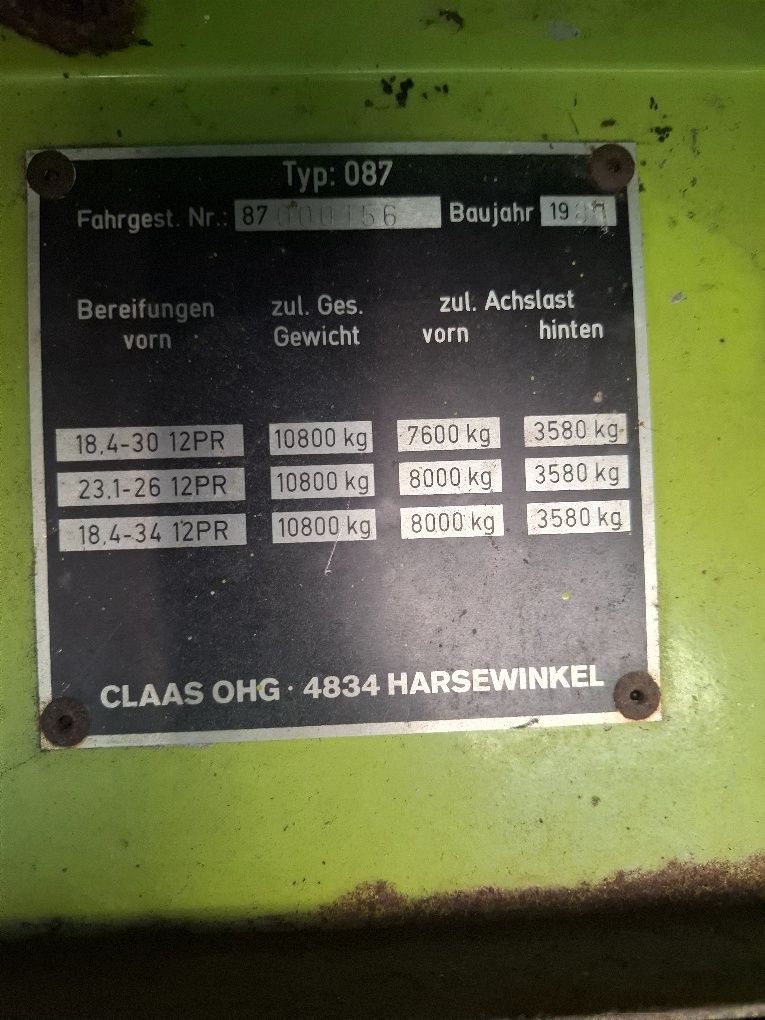 Typ: 087
Fahrgest. Nr.: 87000156 Baujahr 19
Bereifungen vorn zul. Ges. Gewicht zul. Achslast vorn hinten
18,4-30 12PR 10800 kg 7600 kg 3580 kg
23,1-26 12PR 10800 kg 8000 kg 3580 kg
18,4-34 12PR 10800 kg 8000 kg 3580 kg
CLAAS OHG · 4834 HARSEWINKEL